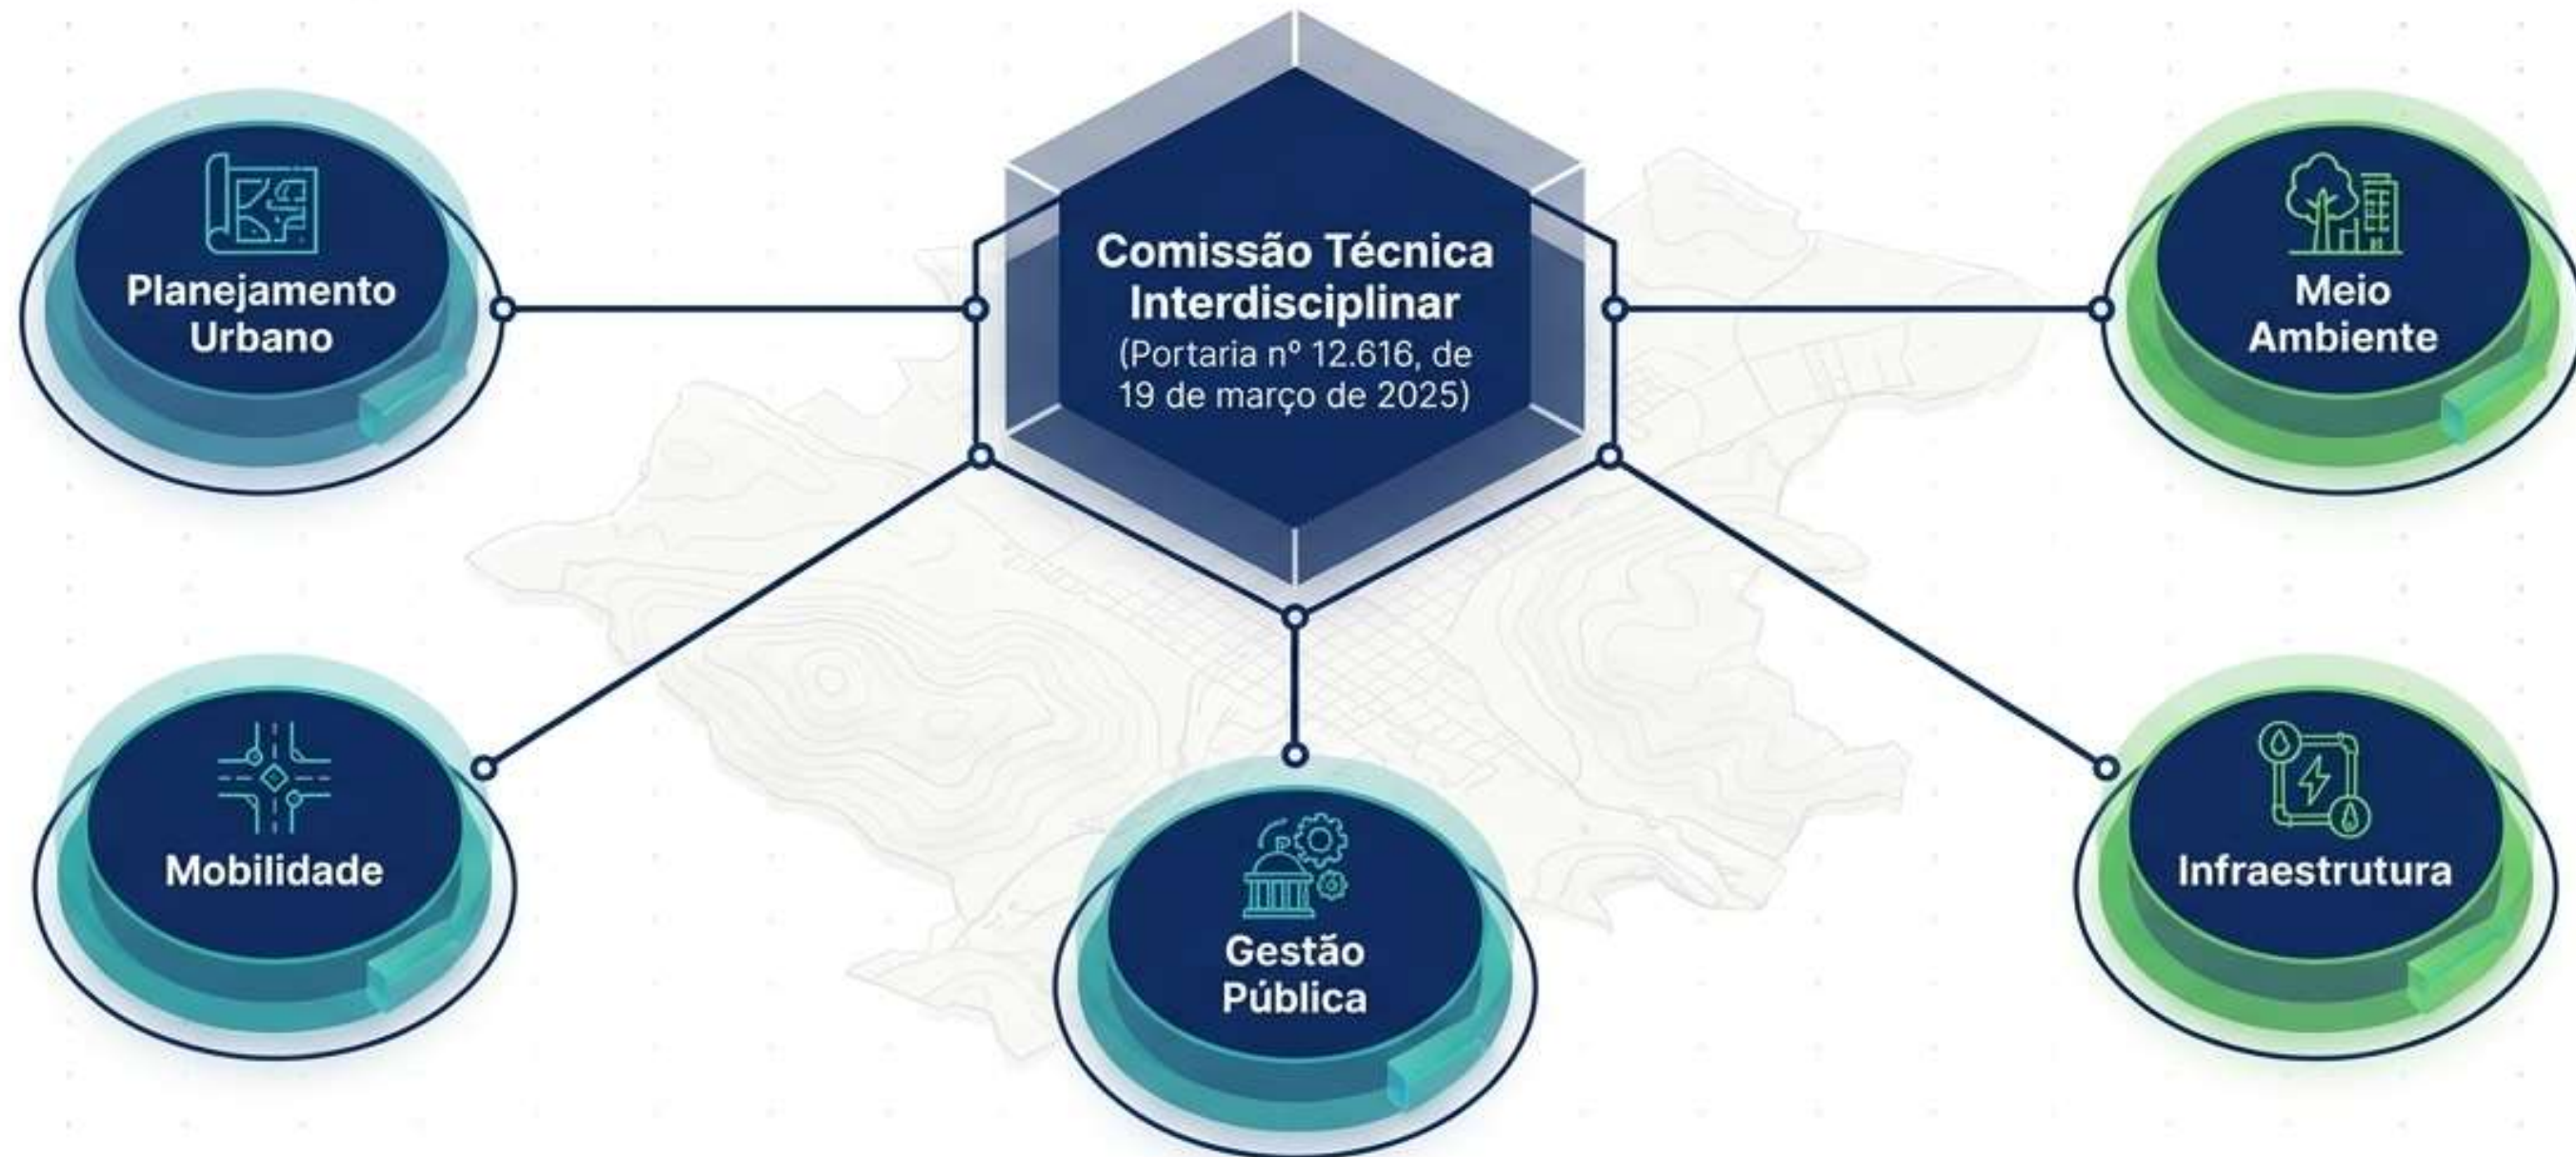 Comissão Técnica
Interdisciplinar
(Portaria nº 12.616, de
19 de março de 2025)
Planejamento
Urbano
Meio
Ambiente
Mobilidade
Gestão
Pública
Infraestrutura